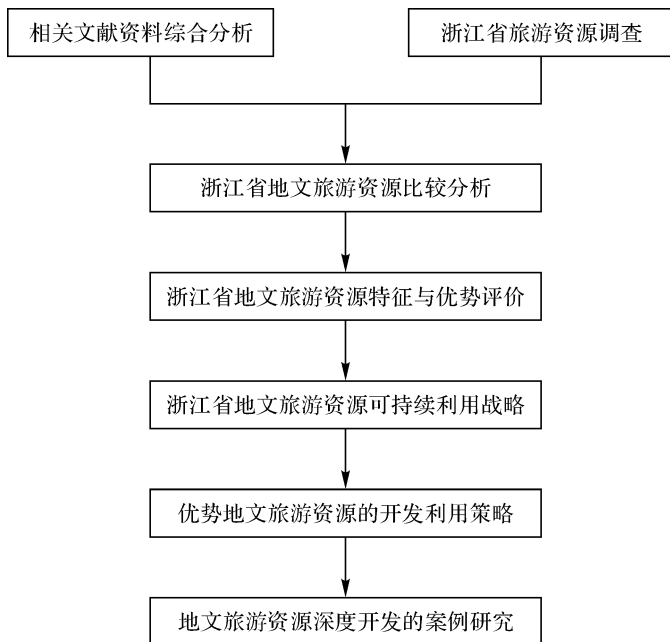 相关文献资料综合分析
浙江省旅游资源调查
浙江省地文旅游资源比较分析
浙江省地文旅游资源特征与优势评价
浙江省地文旅游资源可持续利用战略
优势地文旅游资源的开发利用策略
地文旅游资源深度开发的案例研究